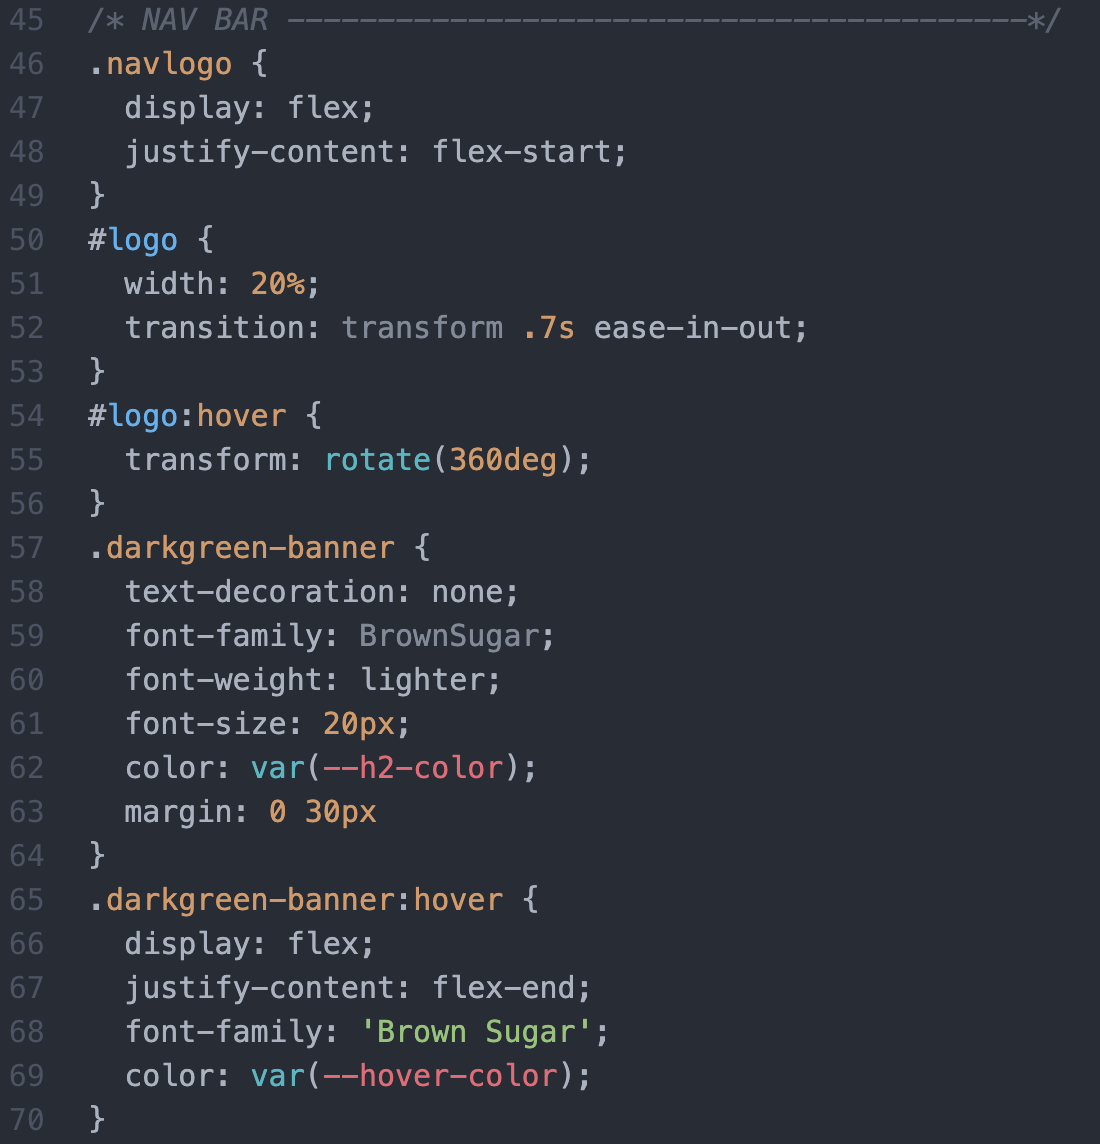 45 /* NAV BAR -----------------------------------------*/
46 .navlogo {
47   display: flex;
48   justify-content: flex-start;
49 }
50 #logo {
51   width: 20%;
52   transition: transform .7s ease-in-out;
53 }
54 #logo:hover {
55   transform: rotate(360deg);
56 }
57 .darkgreen-banner {
58   text-decoration: none;
59   font-family: BrownSugar;
60   font-weight: lighter;
61   font-size: 20px;
62   color: var(--h2-color);
63   margin: 0 30px
64 }
65 .darkgreen-banner:hover {
66   display: flex;
67   justify-content: flex-end;
68   font-family: 'Brown Sugar';
69   color: var(--hover-color);
70 }